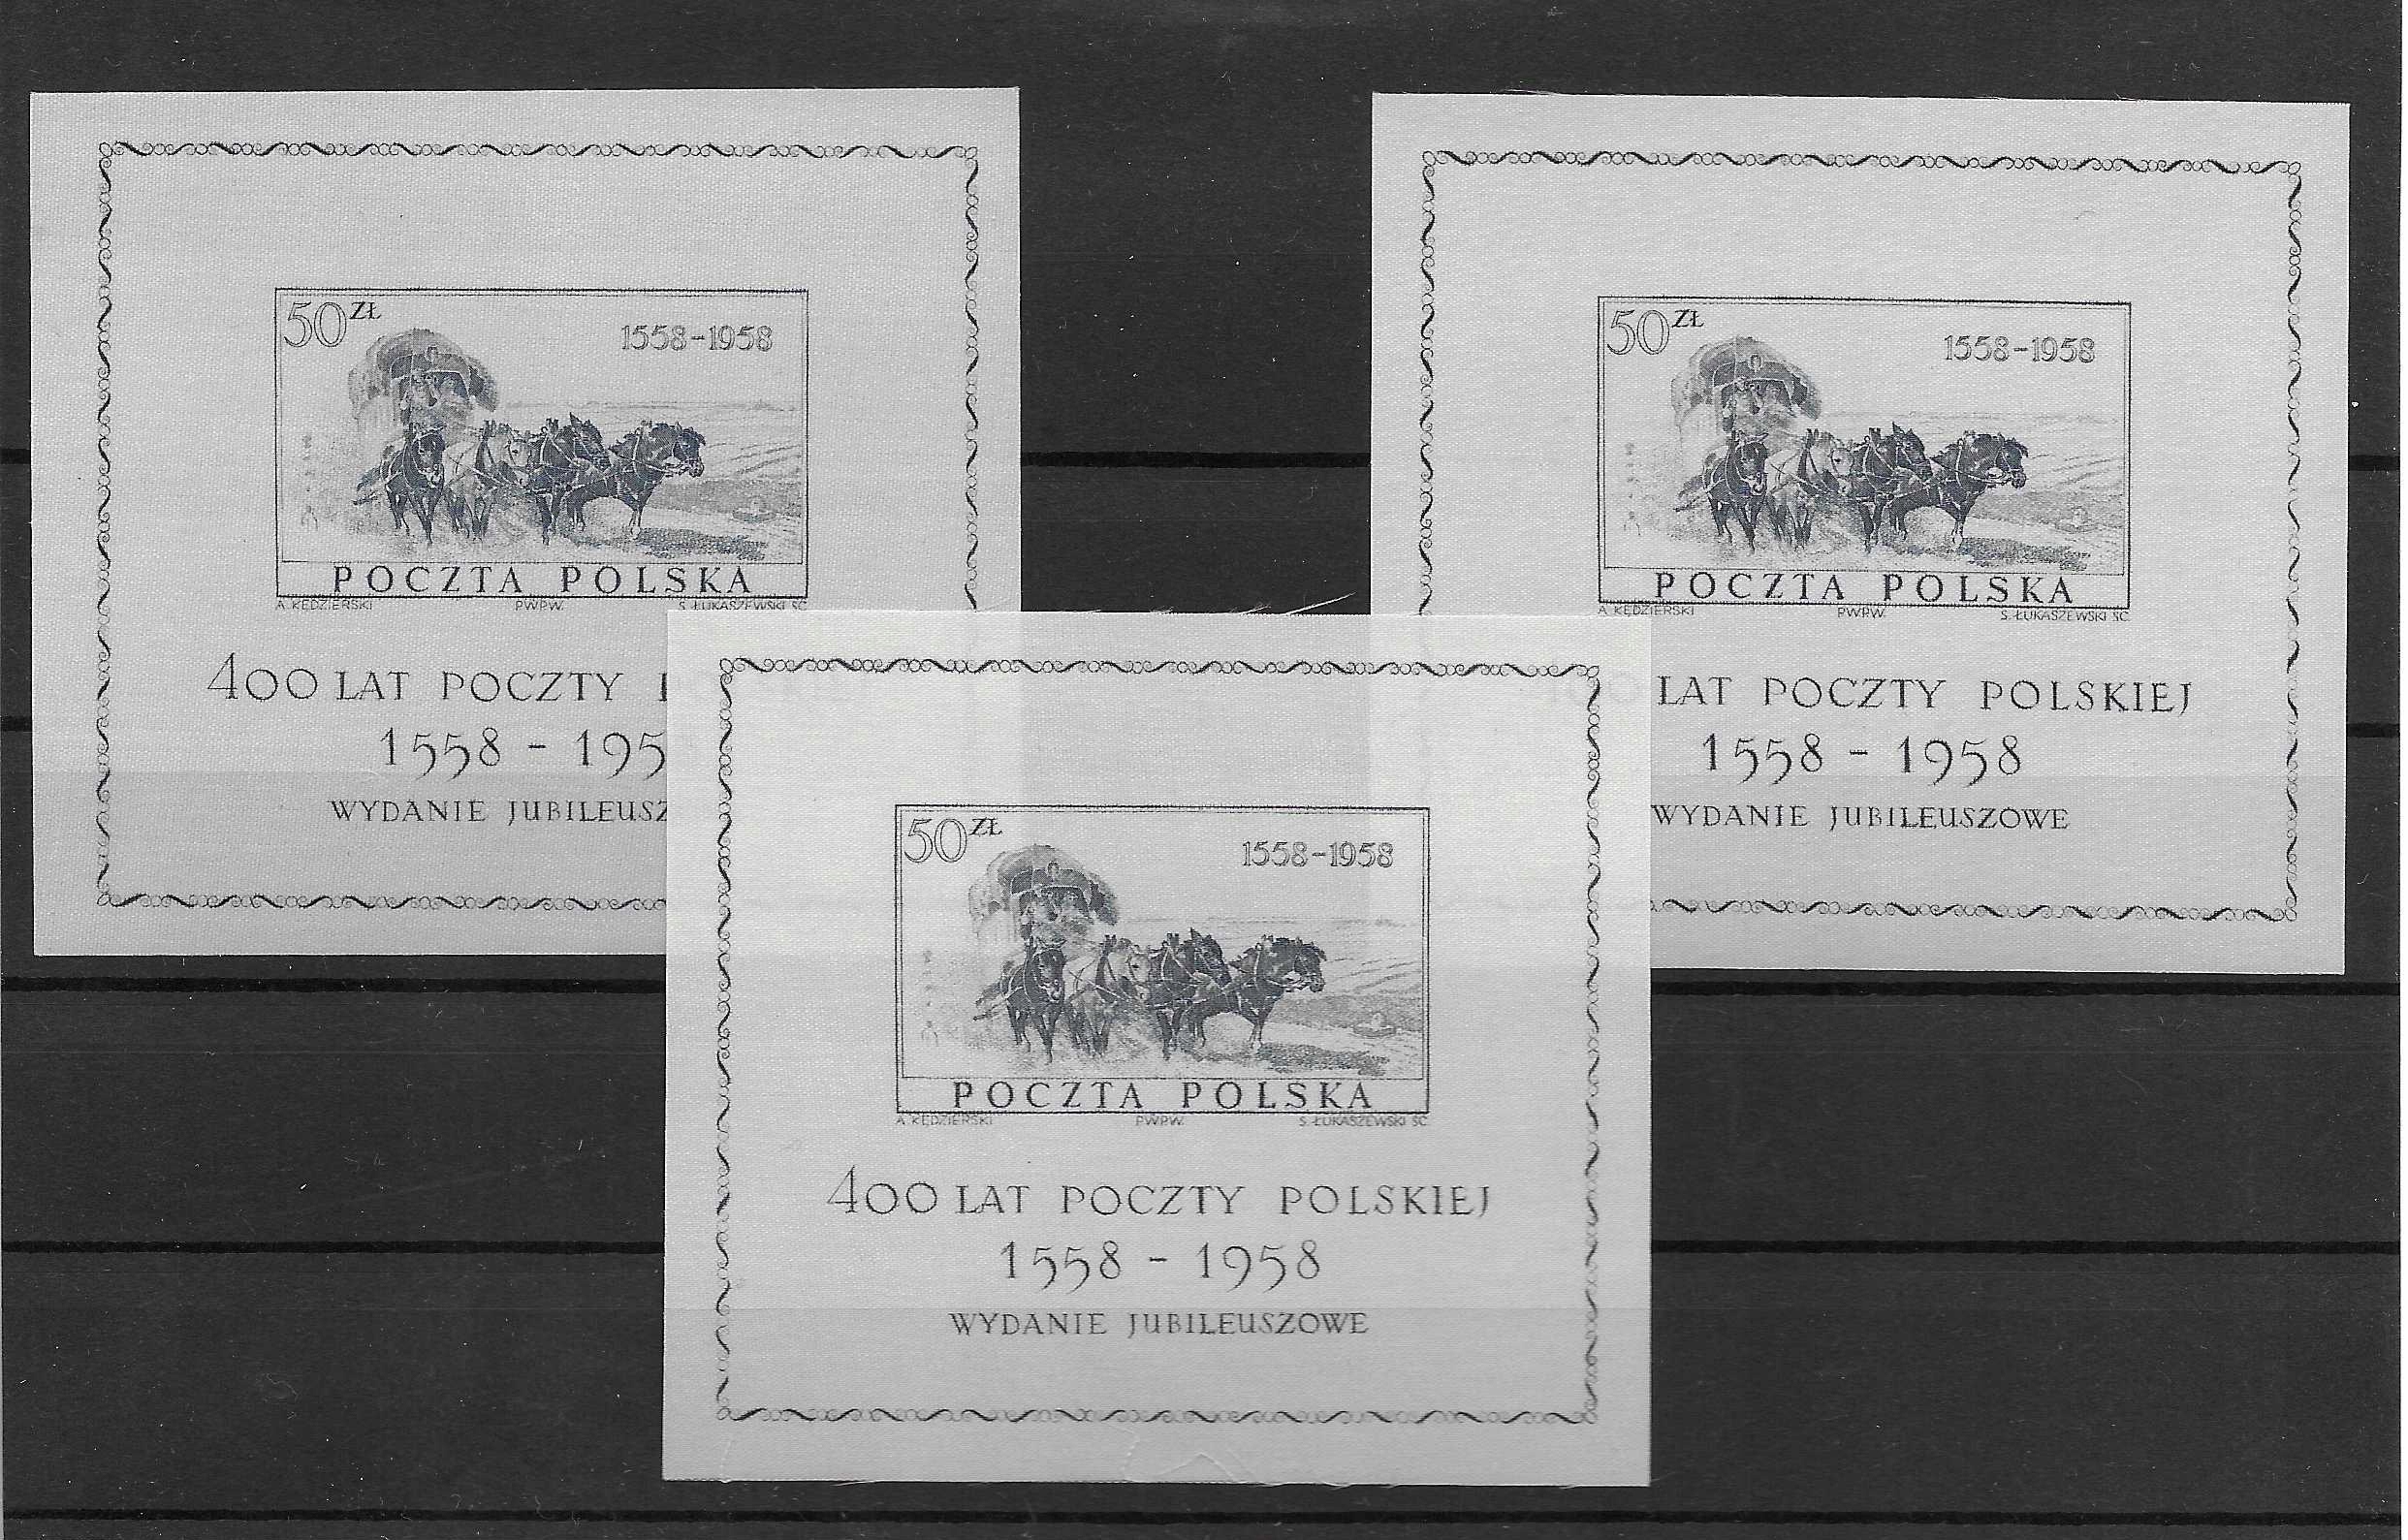 50 ZŁ
1558-1958
POCZTA POLSKA
A. KĘDZIERSKI PWPW. S. ŁUKASZEWSKI SC.
400 LAT POCZTY
1558 - 195
WYDANIE JUBILEUSZ
50 ZŁ
1558-1958
POCZTA POLSKA
A. KĘDZIERSKI PWPW. S. ŁUKASZEWSKI SC.
LAT POCZTY POLSKIEJ
1558 - 1958
WYDANIE JUBILEUSZOWE
50 ZŁ
1558-1958
POCZTA POLSKA
A. KĘDZIERSKI PWPW. S. ŁUKASZEWSKI SC.
400 LAT POCZTY POLSKIEJ
1558 - 1958
WYDANIE JUBILEUSZOWE